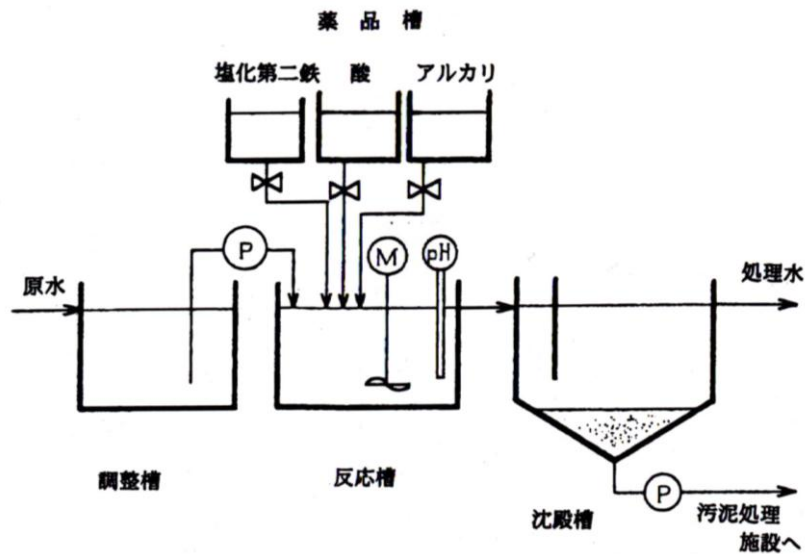 薬品槽
塩化第二鉄 酸 アルカリ
P
M
pH
原水
処理水
調整槽
反応槽
沈殿槽
P
汚泥処理
施設へ